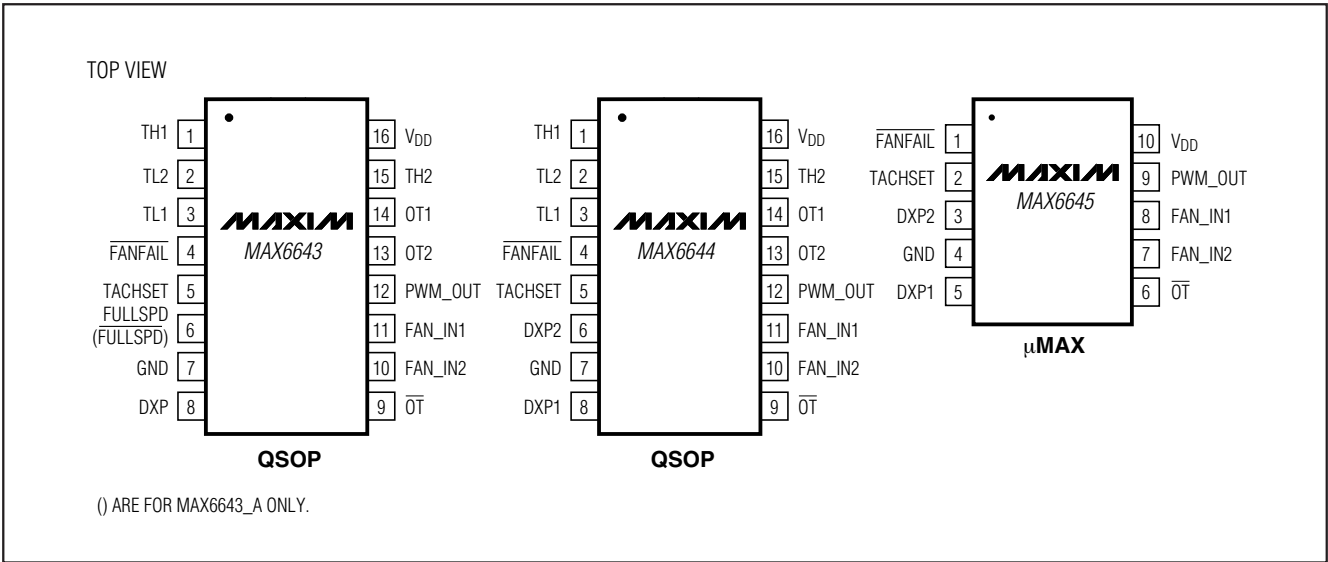 TOP VIEW
TH1 1
TL2 2
TL1 3
FANFAIL 4
TACHSET 5
FULLSPD
(FULLSPD) 6
GND 7
DXP 8
MAXIM
MAX6643
16 VDD
15 TH2
14 OT1
13 OT2
12 PWM_OUT
11 FAN_IN1
10 FAN_IN2
9 OT
QSOP
TH1 1
TL2 2
TL1 3
FANFAIL 4
TACHSET 5
DXP2 6
GND 7
DXP1 8
MAXIM
MAX6644
16 VDD
15 TH2
14 OT1
13 OT2
12 PWM_OUT
11 FAN_IN1
10 FAN_IN2
9 OT
QSOP
FANFAIL 1
TACHSET 2
DXP2 3
GND 4
DXP1 5
MAXIM
MAX6645
10 VDD
9 PWM_OUT
8 FAN_IN1
7 FAN_IN2
6 OT
µMAX
() ARE FOR MAX6643_A ONLY.